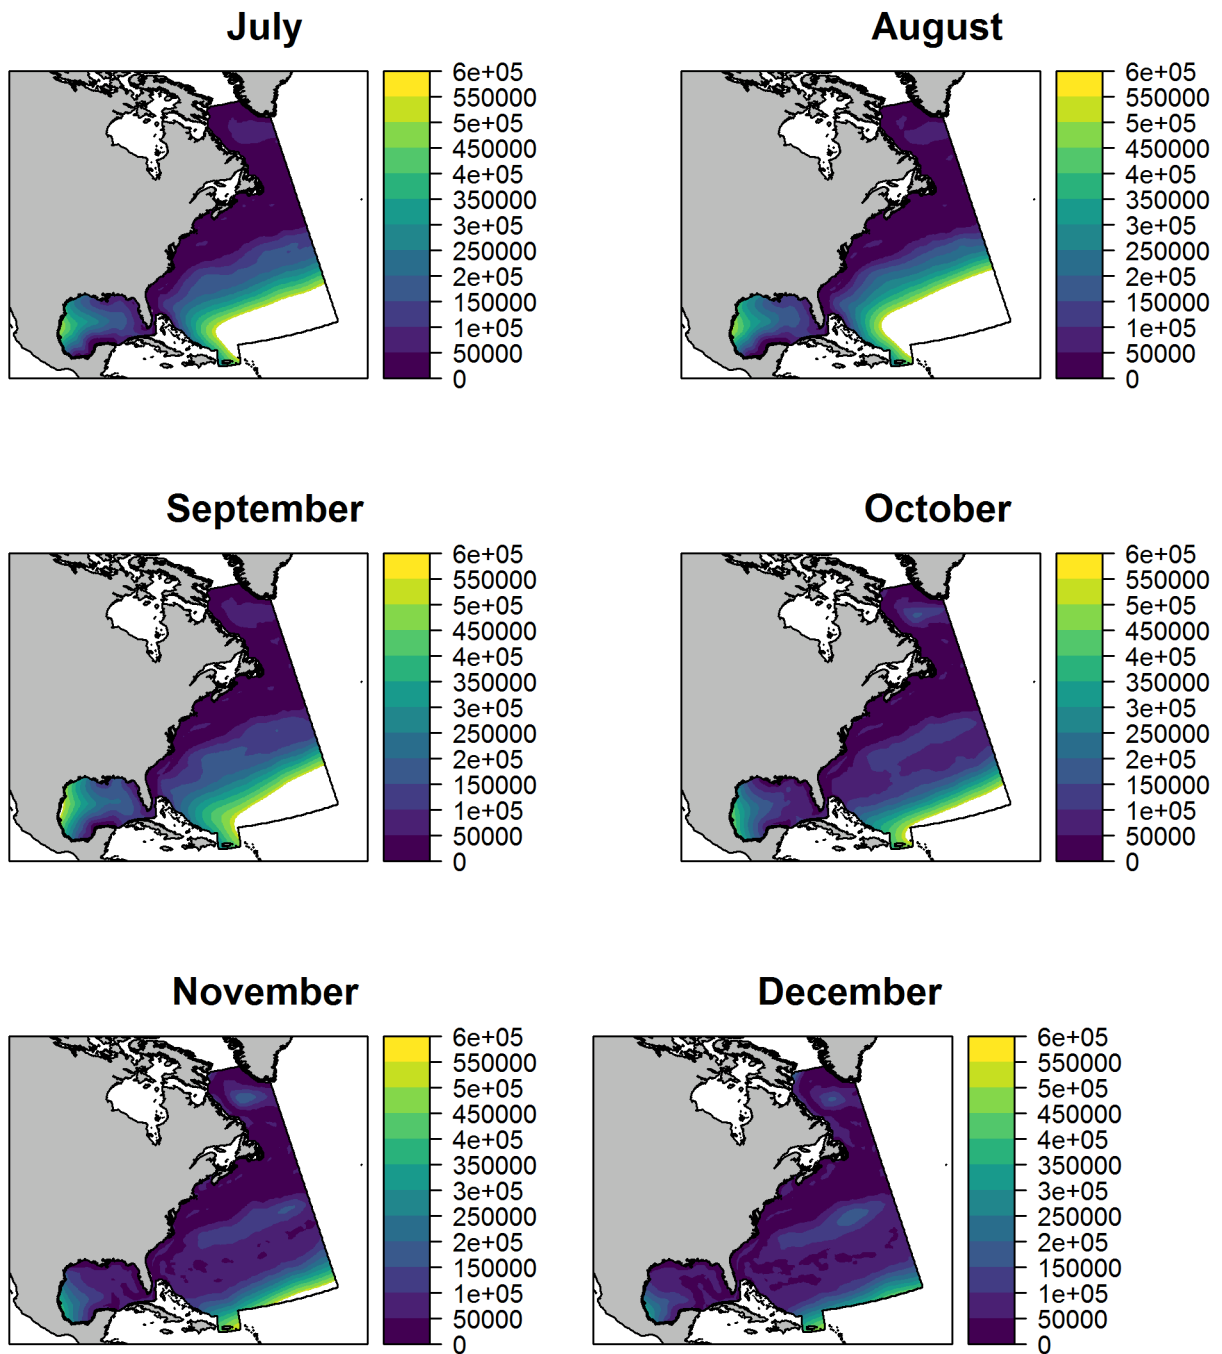 July
August
6e+05
550000
5e+05
450000
4e+05
350000
3e+05
250000
2e+05
150000
1e+05
50000
0
6e+05
550000
5e+05
450000
4e+05
350000
3e+05
250000
2e+05
150000
1e+05
50000
0
September
October
6e+05
550000
5e+05
450000
4e+05
350000
3e+05
250000
2e+05
150000
1e+05
50000
0
6e+05
550000
5e+05
450000
4e+05
350000
3e+05
250000
2e+05
150000
1e+05
50000
0
November
December
6e+05
550000
5e+05
450000
4e+05
350000
3e+05
250000
2e+05
150000
1e+05
50000
0
6e+05
550000
5e+05
450000
4e+05
350000
3e+05
250000
2e+05
150000
1e+05
50000
0